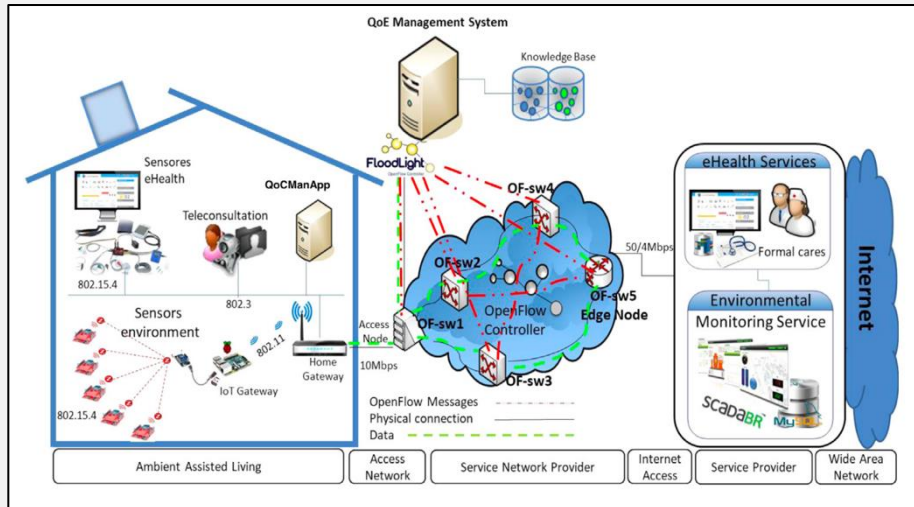 QoE Management System
Knowledge Base
FloodLight
OpenFlow Controller
Sensores
eHealth
QoCManApp
Teleconsultation
802.15.4
802.3
Sensors
environment
802.11
IoT Gateway
Home
Gateway
802.15.4
Access
Node
10Mbps
OF-sw1
OF-sw2
OF-sw4
OpenFlow
Controller
OF-sw3
OF-sw5
Edge Node
50/4Mbps
OpenFlow Messages
Physical connection
Data
eHealth Services
Formal cares
Environmental
Monitoring Service
SCADABR
MySQL
Internet
Ambient Assisted Living
Access
Network
Service Network Provider
Internet
Access
Service Provider
Wide Area
Network